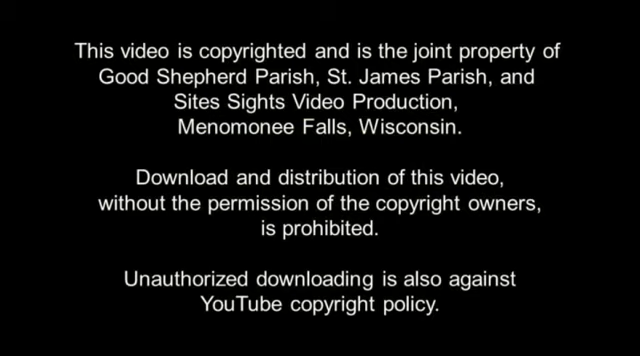 This video is copyrighted and is the joint property of
Good Shepherd Parish, St. James Parish, and
Sites Sights Video Production,
Menomonee Falls, Wisconsin.
Download and distribution of this video,
without the permission of the copyright owners,
is prohibited.
Unauthorized downloading is also against
YouTube copyright policy.